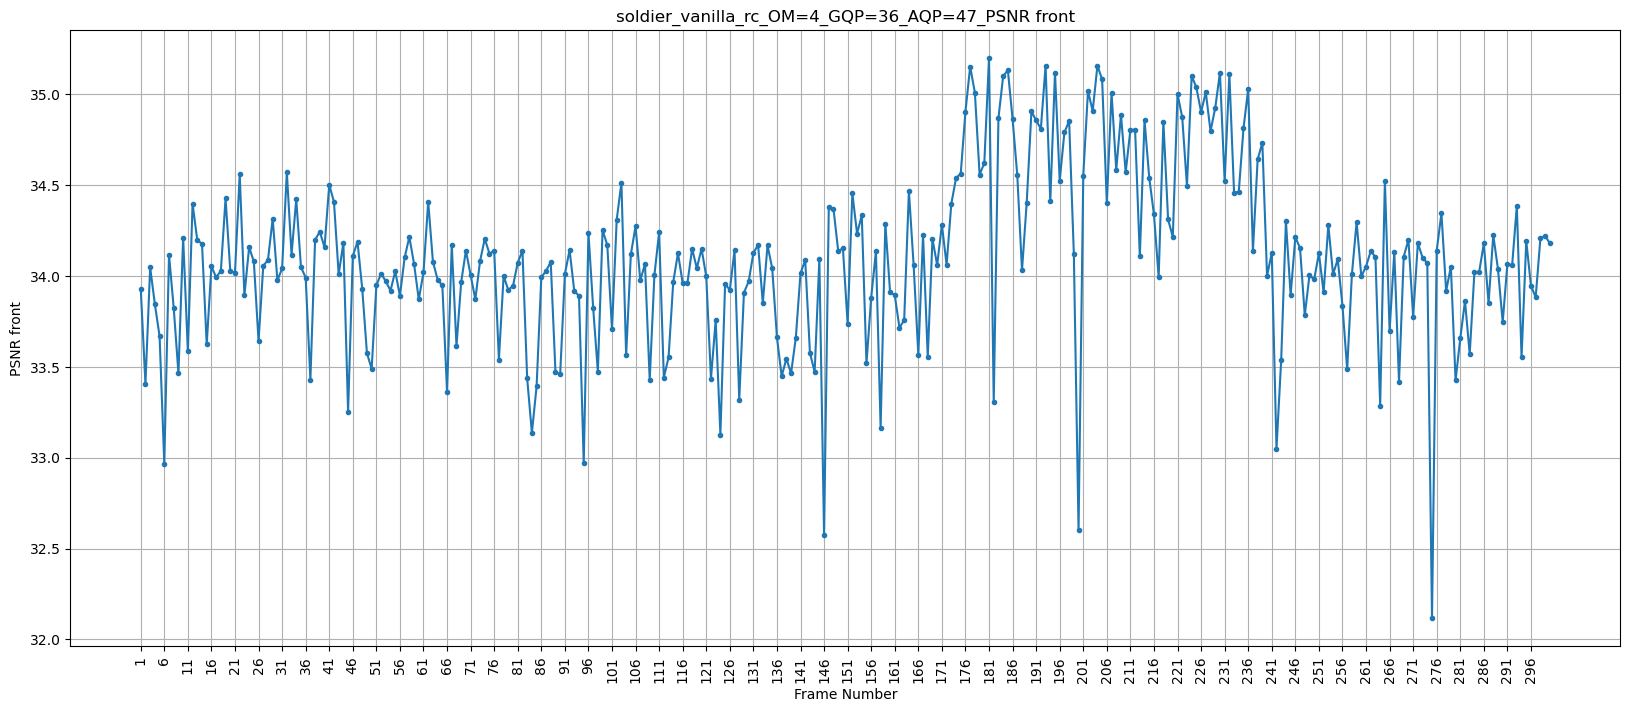 soldier_vanilla_rc_OM=4_GQP=36_AQP=47_PSNR front
PSNR front
35.0
34.5
34.0
33.5
33.0
32.5
32.0
1 6 11 16 21 26 31 36 41 46 51 56 61 66 71 76 81 86 91 96 101 106 111 116 121 126 131 136 141 146 151 156 161 166 171 176 181 186 191 196 201 206 211 216 221 226 231 236 241 246 251 256 261 266 271 276 281 286 291 296
Frame Number